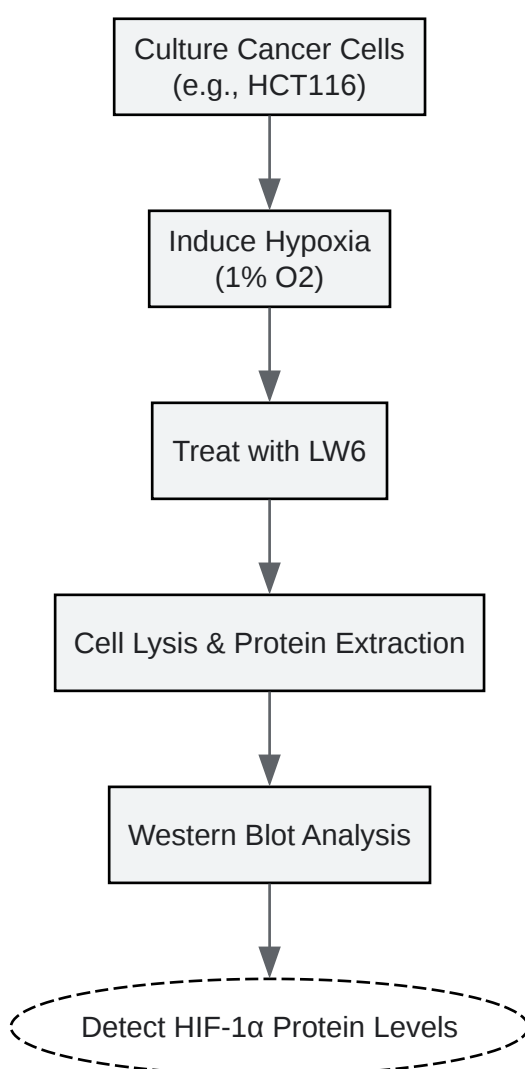 Culture Cancer Cells
(e.g., HCT116)
Induce Hypoxia
(1% O2)
Treat with LW6
Cell Lysis & Protein Extraction
Western Blot Analysis
Detect HIF-1α Protein Levels